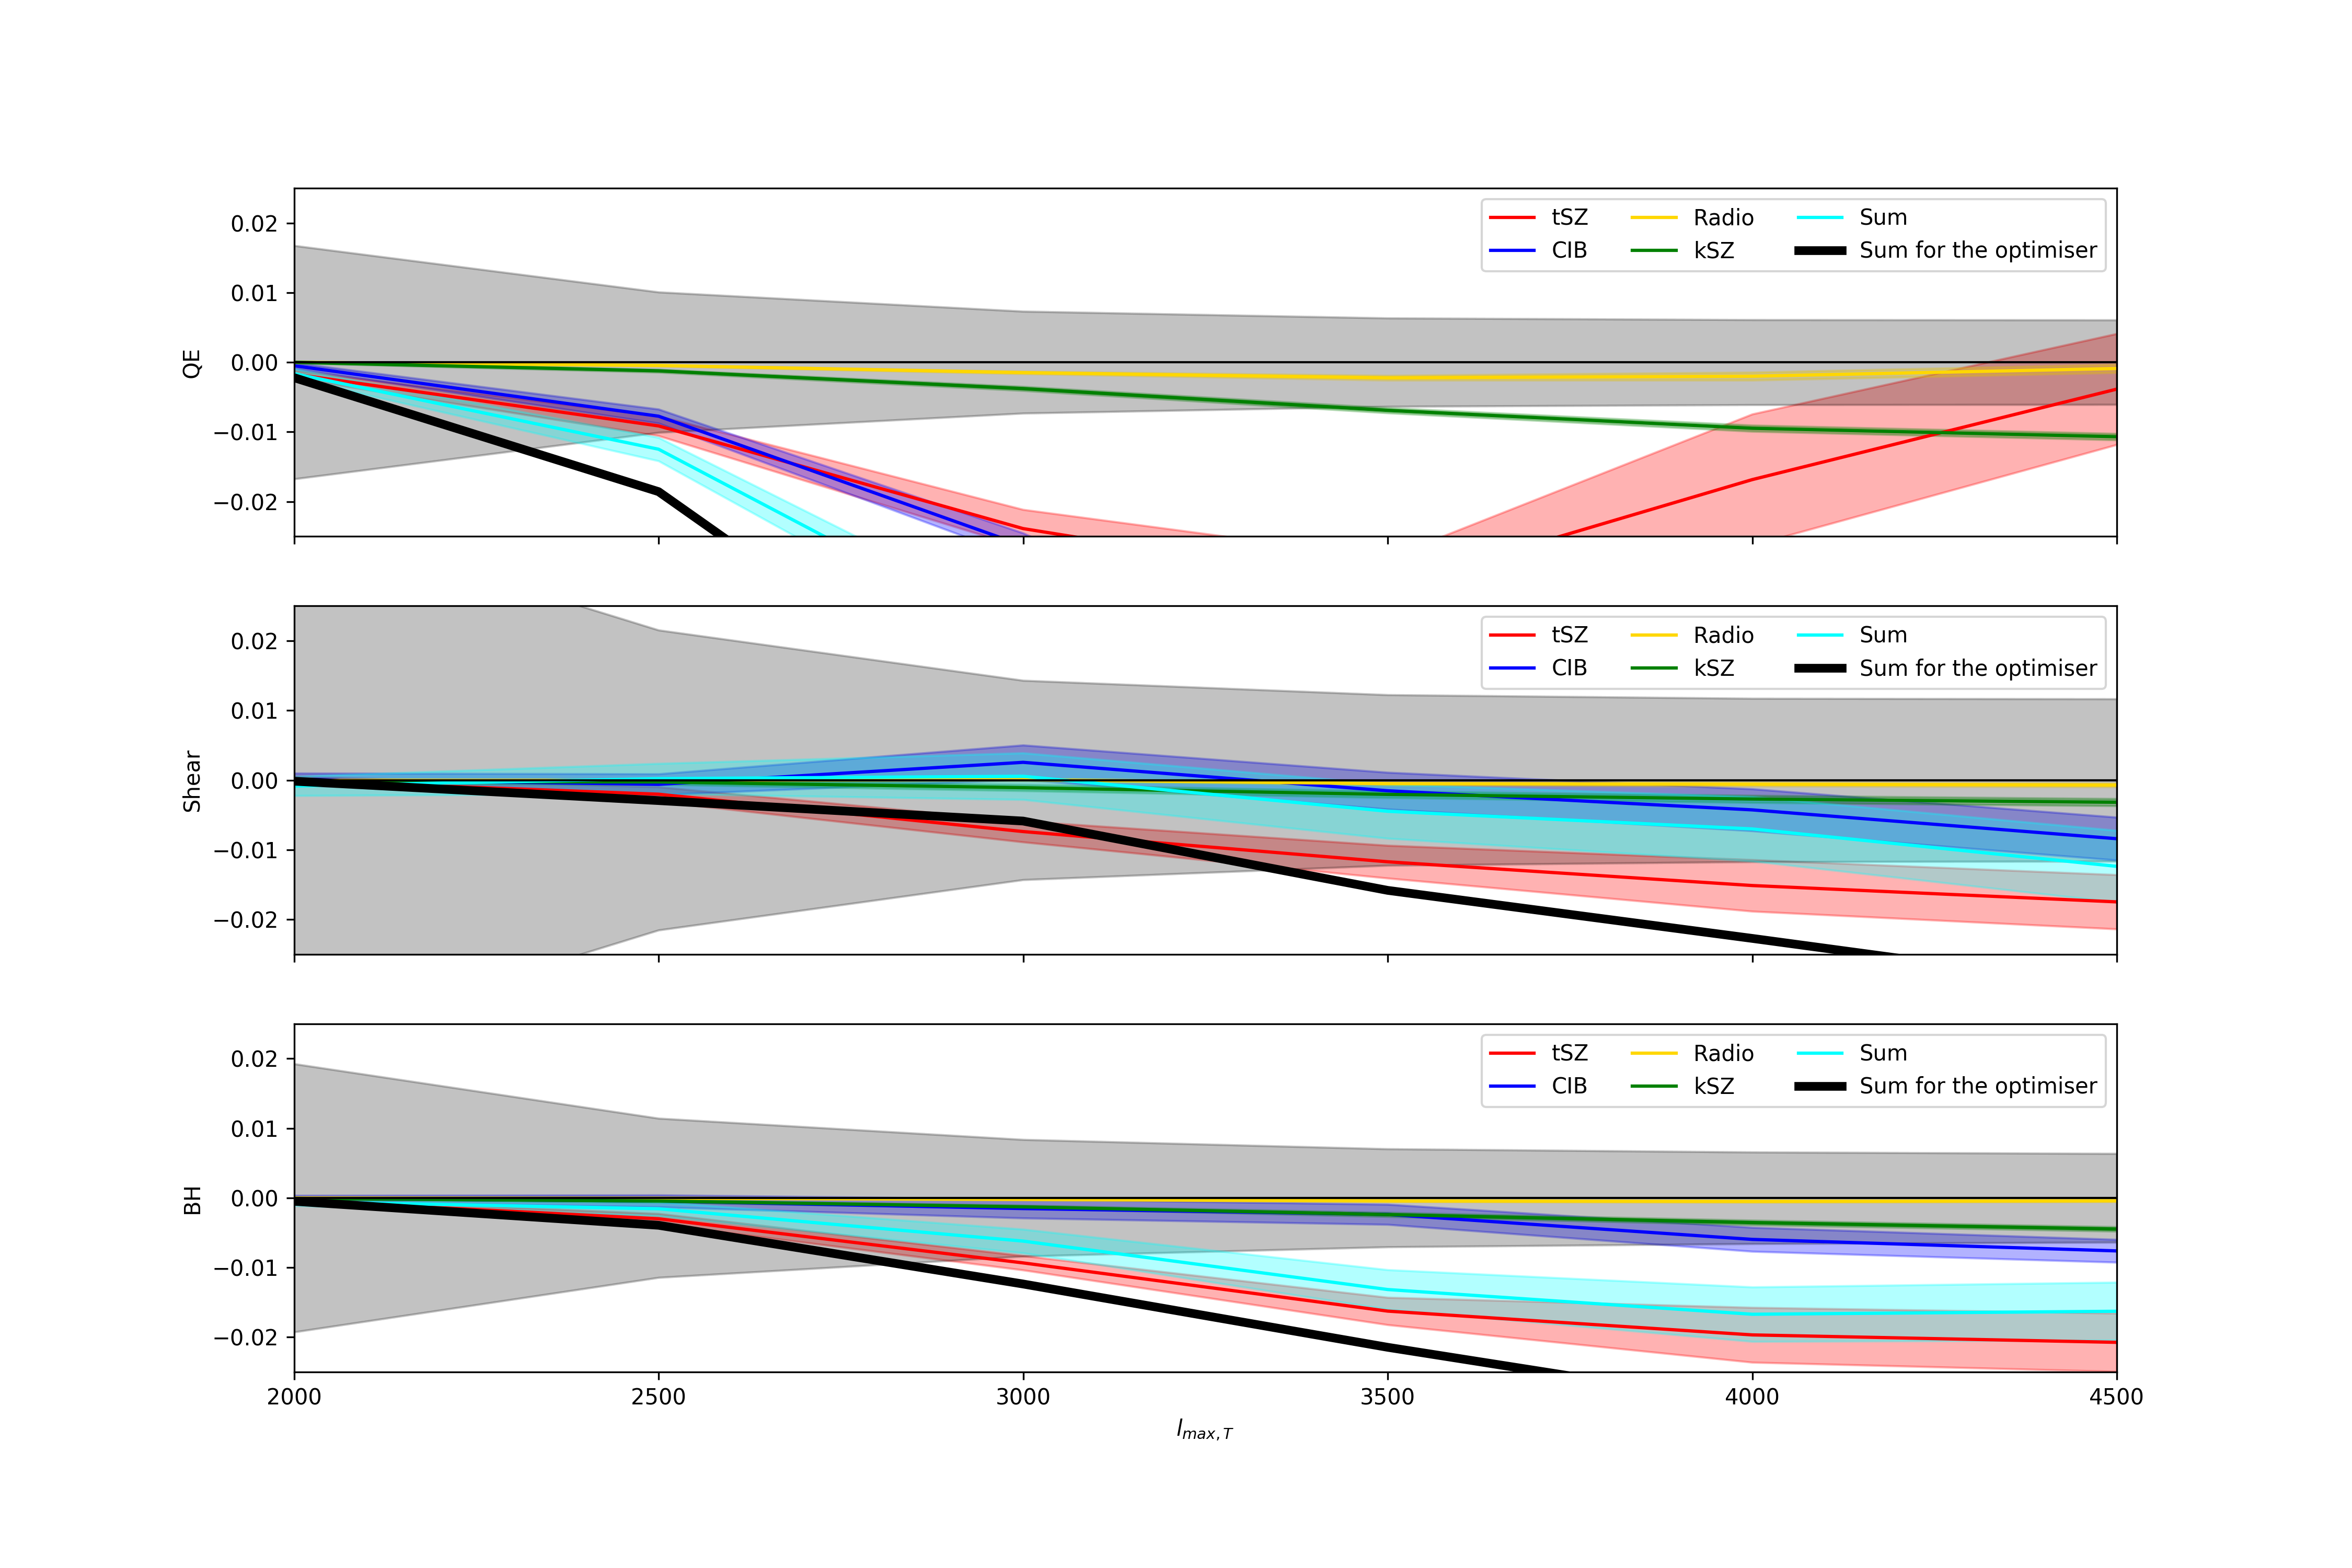 QE
0.02
0.01
0.00
−0.01
−0.02
tSZ Radio Sum
CIB kSZ Sum for the optimiser
Shear
0.02
0.01
0.00
−0.01
−0.02
tSZ Radio Sum
CIB kSZ Sum for the optimiser
BH
0.02
0.01
0.00
−0.01
−0.02
tSZ Radio Sum
CIB kSZ Sum for the optimiser
2000 2500 3000 3500 4000 4500
lmax, T